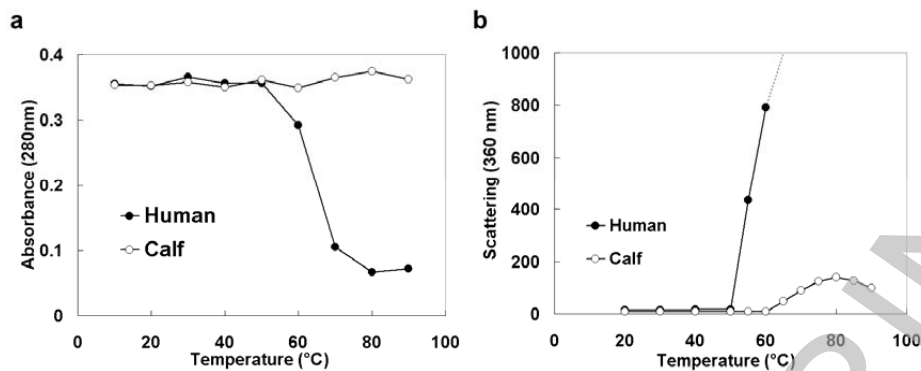 a
b
0.4
0.3
0.2
0.1
0
Absorbance (280nm)
Human
Calf
0
20
40
60
80
100
Temperature (°C)
1000
800
600
400
200
0
Scattering (360 nm)
Human
Calf
0
20
40
60
80
100
Temperature (°C)